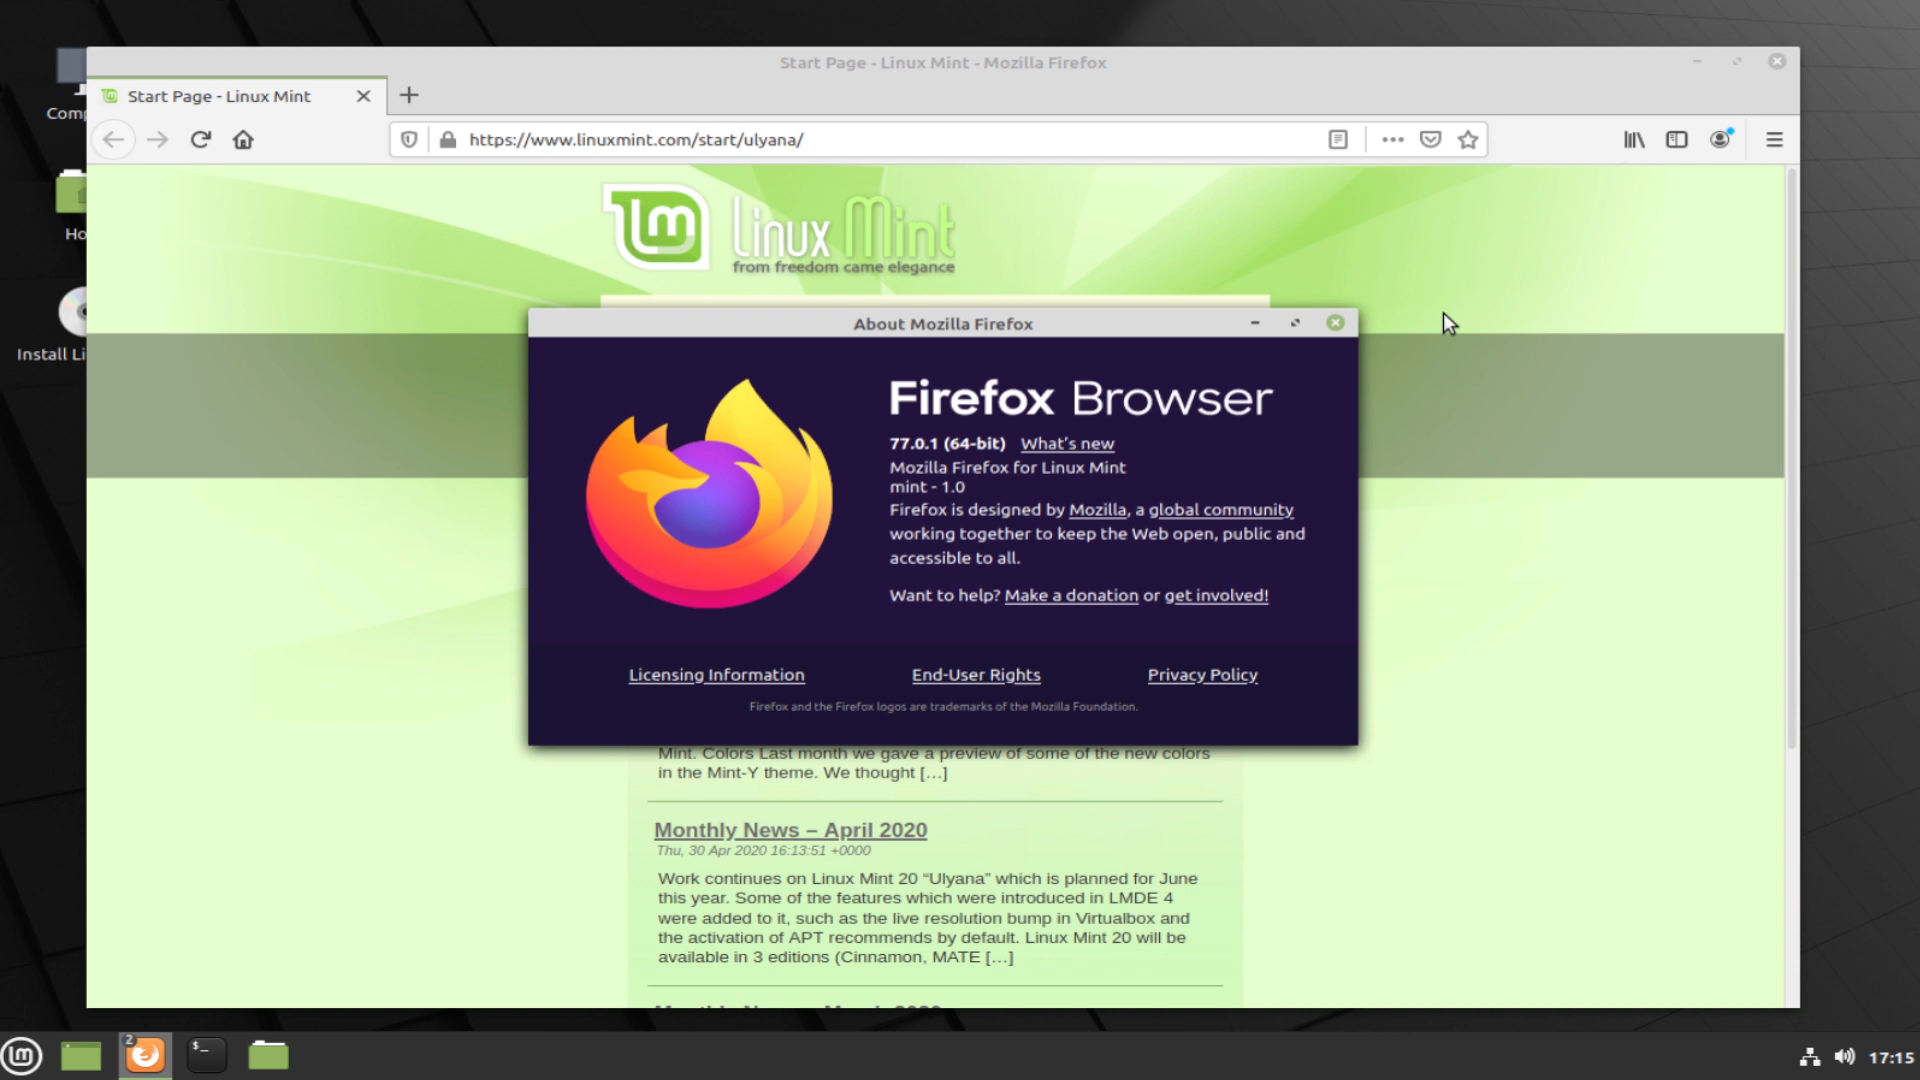 Start Page - Linux Mint - Mozilla Firefox
Start Page - Linux Mint
https://www.linuxmint.com/start/ulyana/
Comp
Ho
Install Li
Linux Mint
from freedom came elegance
About Mozilla Firefox
Firefox Browser
77.0.1 (64-bit) What's new
Mozilla Firefox for Linux Mint
mint - 1.0
Firefox is designed by Mozilla, a global community
working together to keep the Web open, public and
accessible to all.
Want to help? Make a donation or get involved!
Licensing Information End-User Rights Privacy Policy
Firefox and the Firefox logos are trademarks of the Mozilla Foundation.
Mint. Colors Last month we gave a preview of some of the new colors
in the Mint-Y theme. We thought […]
Monthly News – April 2020
Thu, 30 Apr 2020 16:13:51 +0000
Work continues on Linux Mint 20 “Ulyana” which is planned for June
this year. Some of the features which were introduced in LMDE 4
were added to it, such as the live resolution bump in Virtualbox and
the activation of APT recommends by default. Linux Mint 20 will be
available in 3 editions (Cinnamon, MATE […]
2
$_
17:15